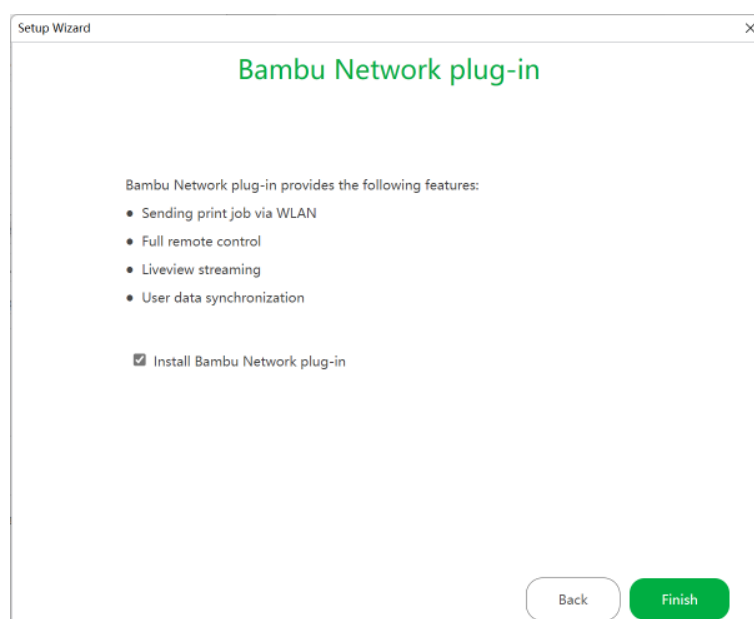 Setup Wizard
Bambu Network plug-in
Bambu Network plug-in provides the following features:
● Sending print job via WLAN
● Full remote control
● Liveview streaming
● User data synchronization
Install Bambu Network plug-in
Back
Finish